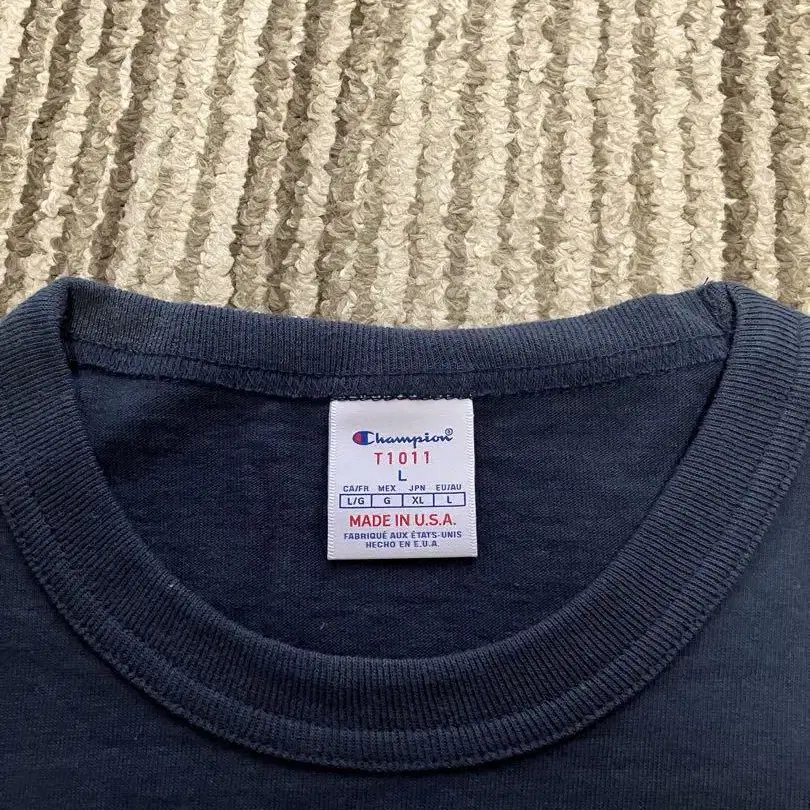 Champion®
T1011
L
CA/FR MEX JPN EU/AU
L/G G XL L
MADE IN U.S.A.
FABRIQUÉ AUX ÉTATS-UNIS
HECHO EN E.U.A.